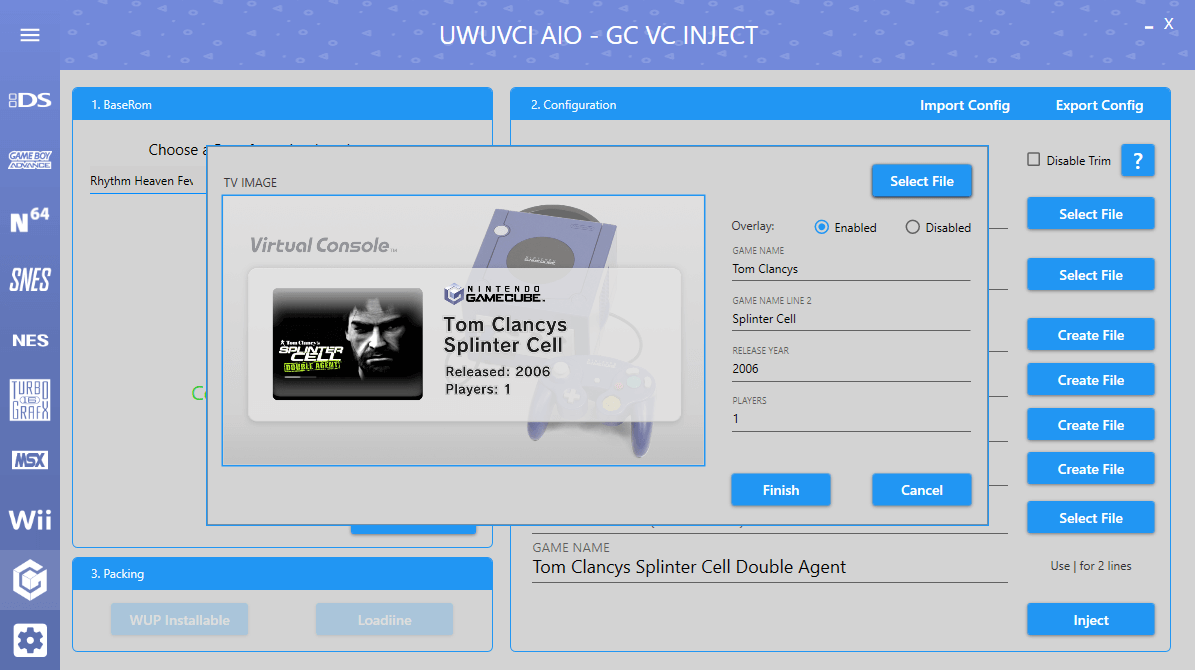 UWUVCI AIO - GC VC INJECT
X
DS
GAME BOY ADVANCE
N64
SNES
NES
TURBO 16 GRAFX
MSX
Wii
1. BaseRom
Choose a
Rhythm Heaven Fev
2. Configuration
Import Config
Export Config
Disable Trim
?
Select File
Select File
Create File
Create File
Create File
Create File
Select File
TV IMAGE
Select File
Virtual Console
NINTENDO
GAMECUBE.
Tom Clancy's
SPLINTER
CELL
DOUBLE AGENT
Tom Clancys
Splinter Cell
Released: 2006
Players: 1
Overlay:
Enabled
Disabled
GAME NAME
Tom Clancys
GAME NAME LINE 2
Splinter Cell
RELEASE YEAR
2006
PLAYERS
1
Finish
Cancel
GAME NAME
Tom Clancys Splinter Cell Double Agent
Use | for 2 lines
Inject
3. Packing
WUP Installable
Loadiine